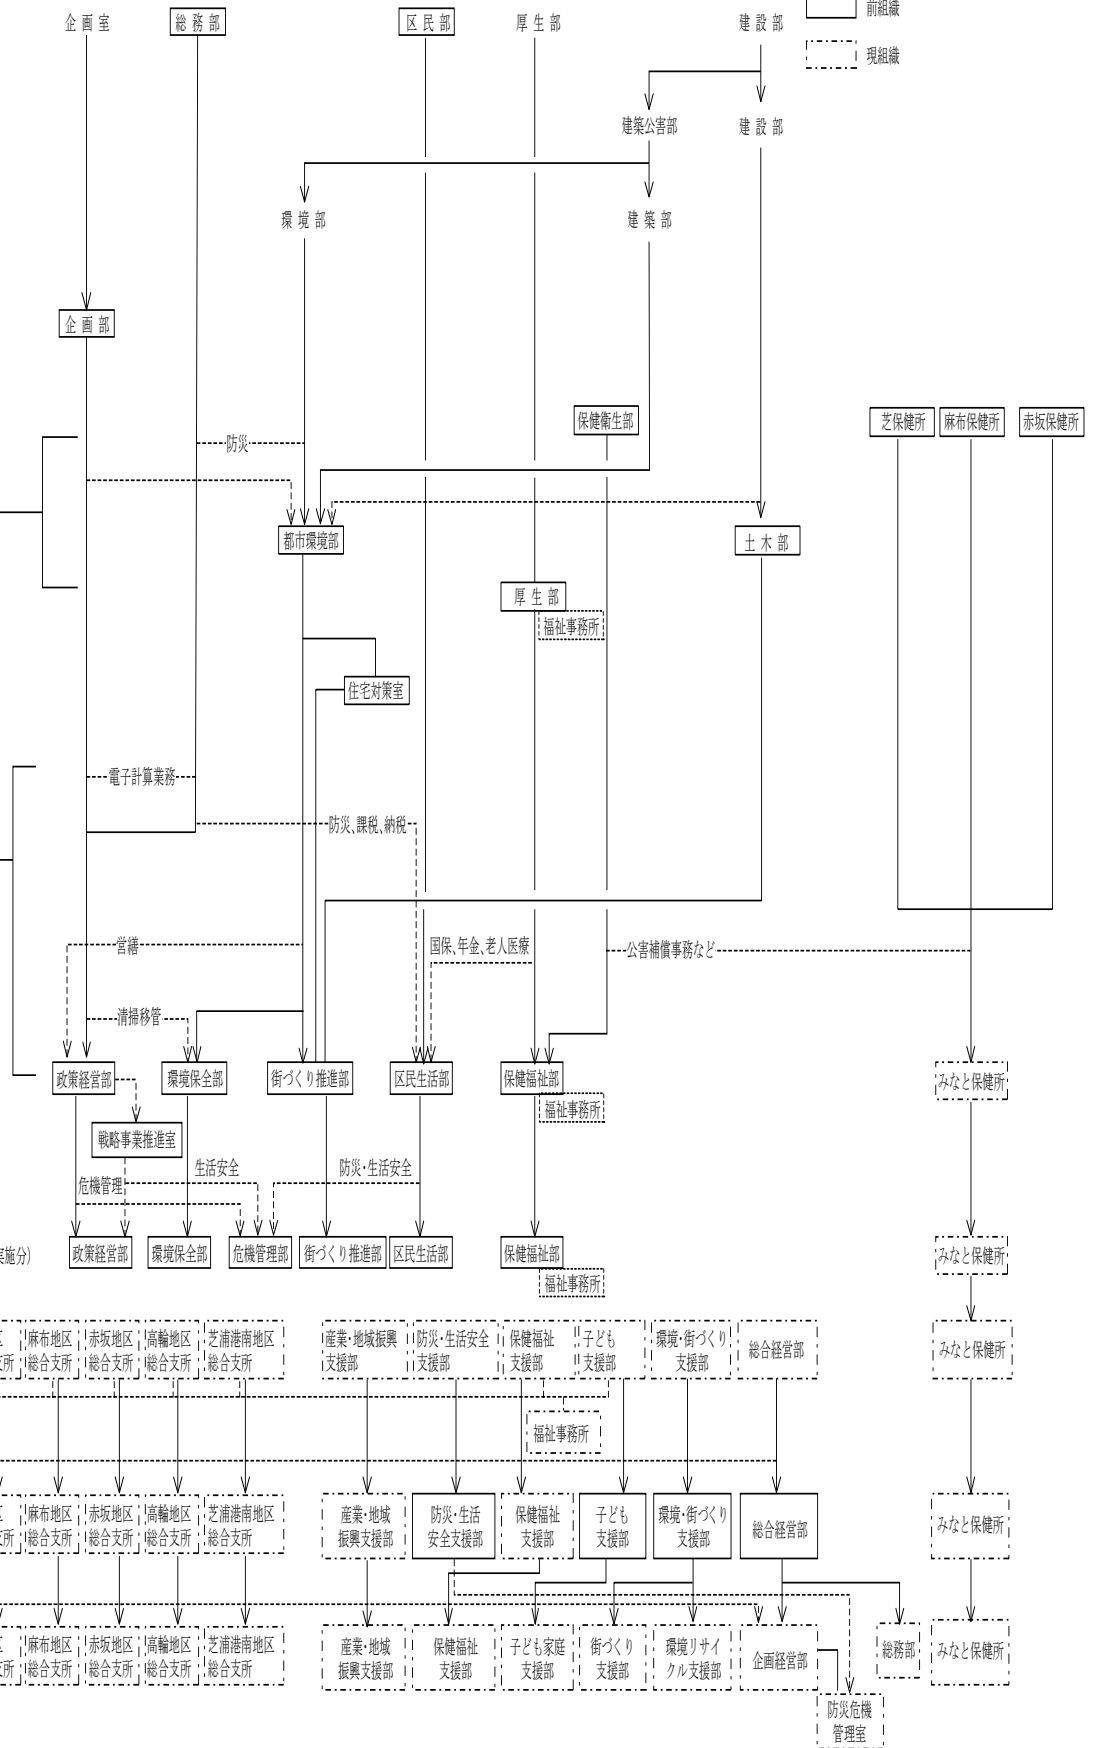 前組織
現組織
企画室
総務部
区民部
厚生部
建設部
建築公害部
建設部
環境部
建築部
企画部
保健衛生部
芝保健所
麻布保健所
赤坂保健所
防災
都市環境部
土木部
厚生部
福祉事務所
住宅対策室
電子計算業務
防災、課税、納税
営繕
国保、年金、老人医療
公害補償事務など
清掃移管
政策経営部
環境保全部
街づくり推進部
区民生活部
保健福祉部
みなと保健所
福祉事務所
戦略事業推進室
生活安全
防災・生活安全
危機管理
実施分)
政策経営部
環境保全部
危機管理部
街づくり推進部
区民生活部
保健福祉部
みなと保健所
福祉事務所
区
支所
麻布地区
総合支所
赤坂地区
総合支所
高輪地区
総合支所
芝浦港南地区
総合支所
産業・地域振興
支援部
防災・生活安全
支援部
保健福祉
支援部
子ども
支援部
環境・街づくり
支援部
総合経営部
みなと保健所
福祉事務所
区
支所
麻布地区
総合支所
赤坂地区
総合支所
高輪地区
総合支所
芝浦港南地区
総合支所
産業・地域
振興支援部
防災・生活
安全支援部
保健福祉
支援部
子ども
支援部
環境・街づくり
支援部
総合経営部
みなと保健所
区
支所
麻布地区
総合支所
赤坂地区
総合支所
高輪地区
総合支所
芝浦港南地区
総合支所
産業・地域
振興支援部
保健福祉
支援部
子ども家庭
支援部
街づくり
支援部
環境リサイ
クル支援部
企画経営部
総務部
みなと保健所
防災危機
管理室